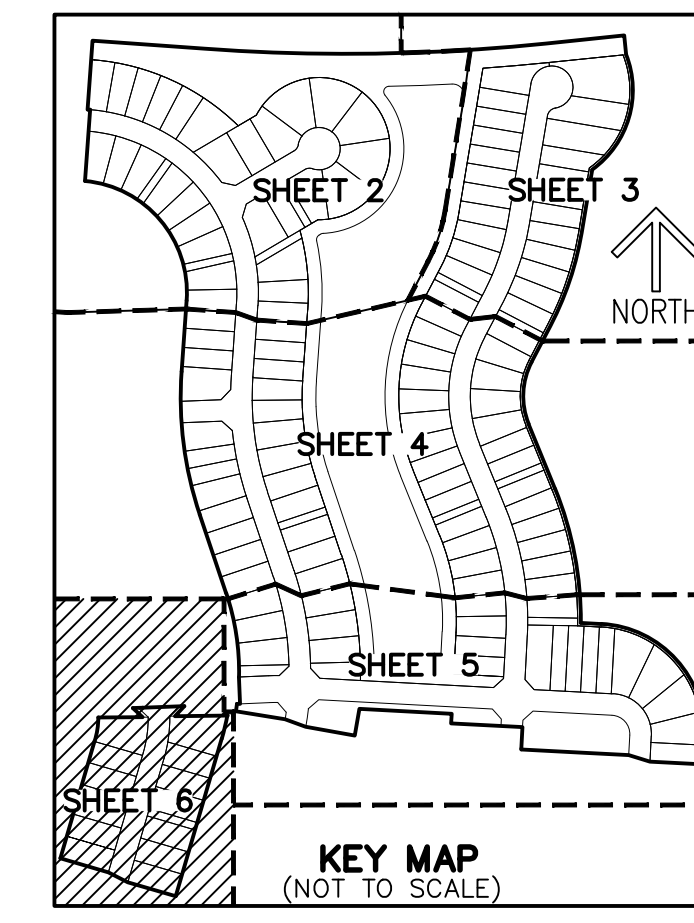 SHEET 2
SHEET 3
NORTH
SHEET 4
SHEET 5
SHEET 6
KEY MAP
(NOT TO SCALE)